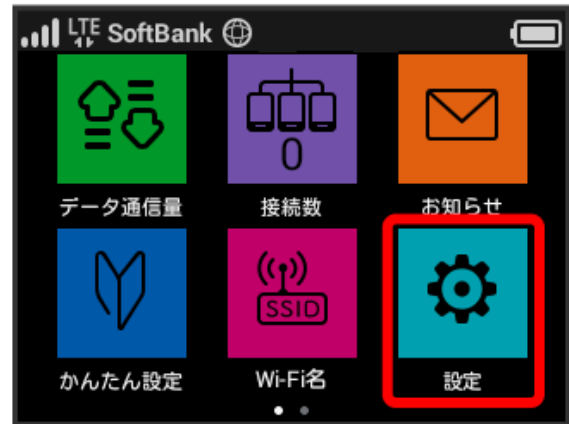 LTE SoftBank
0
データ通信量 接続数 お知らせ
SSID
かんたん設定 Wi-Fi名 設定